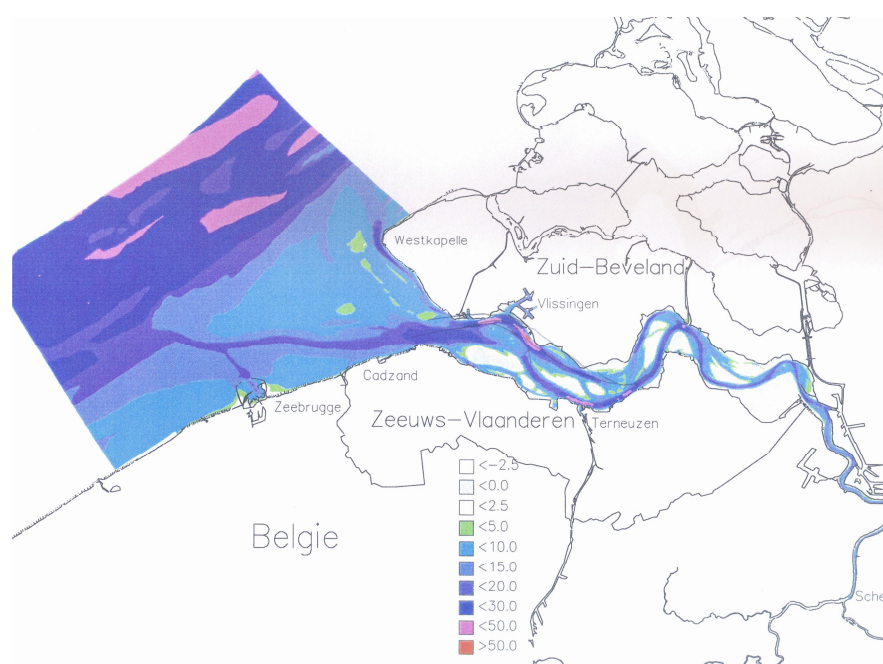 Westkapelle
Zuid-Beveland
Vlissingen
Cadzand
Zeebrugge
Zeeuws-Vlaanderen
Terneuzen
<-2.5
<0.0
<2.5
<5.0
<10.0
<15.0
<20.0
<30.0
<50.0
>50.0
Belgie
Sche